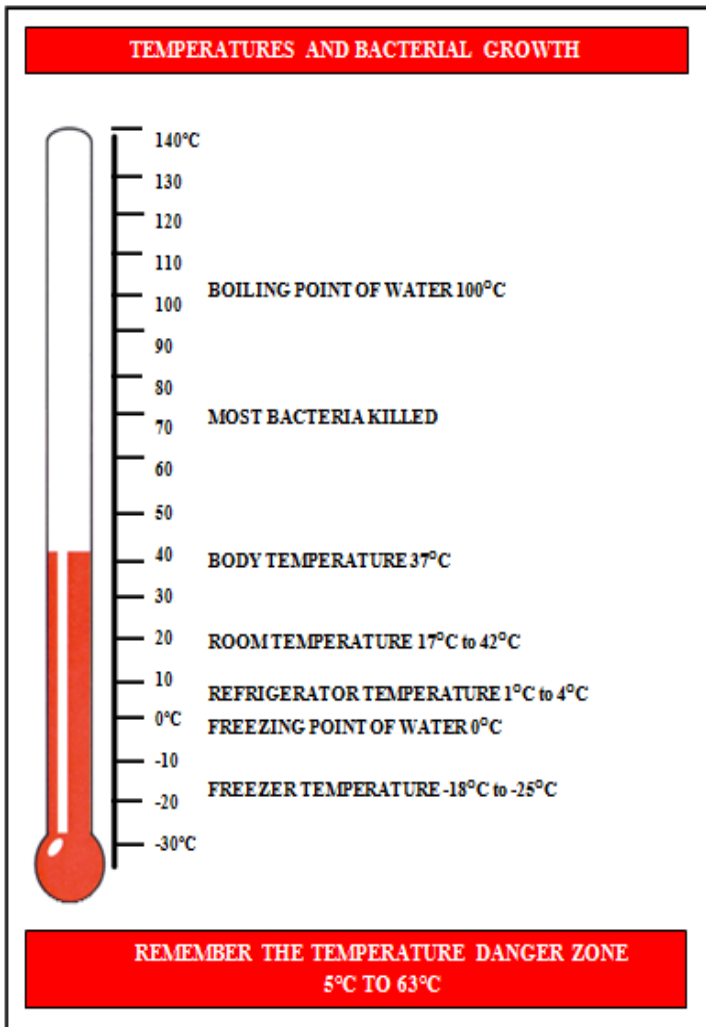 TEMPERATURES AND BACTERIAL GROWTH
140°C
130
120
110
BOILING POINT OF WATER 100°C
100
90
80
MOST BACTERIA KILLED
70
60
50
40
BODY TEMPERATURE 37°C
30
20
ROOM TEMPERATURE 17°C to 42°C
10
REFRIGERATOR TEMPERATURE 1°C to 4°C
0°C
FREEZING POINT OF WATER 0°C
-10
FREEZER TEMPERATURE -18°C to -25°C
-20
-30°C
REMEMBER THE TEMPERATURE DANGER ZONE
5°C TO 63°C